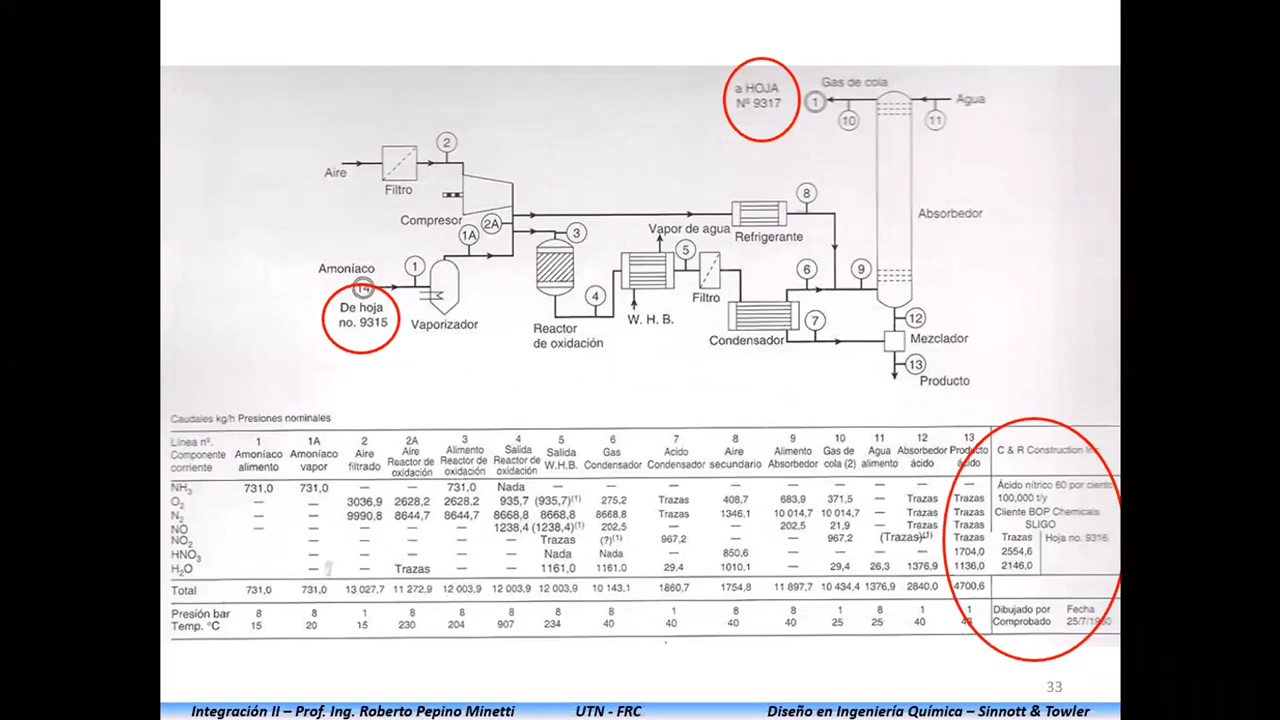 a HOJA
Nº 9317
Gas de cola
1
10
11
Agua
2
Aire
Filtro
Compresor
2A
1A
3
8
Refrigerante
Absorbedor
Vapor de agua
5
Amoníaco
1
14
De hoja
no. 9315
Vaporizador
4
Reactor
de oxidación
W. H. B.
Filtro
6
9
Condensador
7
12
Mezclador
13
Producto
Caudales kg/h Presiones nominales
Línea nº. 1 1A 2 2A 3 4 5 6 7 8 9 10 11 12 13
Componente Amoníaco Amoníaco Aire Aire Alimento Salida Salida Gas Acido Aire Alimento Gas de Agua Absorbedor Producto C & R Construction
corriente alimento vapor filtrado Reactor de oxidación Reactor de oxidación Reactor de oxidación W.H.B. Condensador Condensador secundario Absorbedor cola (2) alimento ácido ácido
NH3 731,0 731,0 — — 731,0 Nada — — — — — — — — — Ácido nítrico 60 por ciento
O2 — — 3036,9 2628,2 2628,2 935,7 (935,7)(1) 275.2 Trazas 408,7 683,9 371,5 — Trazas Trazas 100,000 t/y
N2 — — 9990,8 8644,7 8644,7 8668,8 8668,8 8668,8 Trazas 1346,1 10 014,7 10 014,7 — Trazas Trazas Cliente BOP Chemicals
NO — — — — 1238,4 (1238,4)(1) 202,5 — — 202,5 21,9 — Trazas Trazas SLIGO
NO2 — — — — Trazas (?)(1) 967,2 — 967,2 (Trazas)(1) Trazas Trazas Hoja no. 9316
HNO3 — — — — Nada Nada — 850,6 — — — 1704,0 2554,6
H2O — — Trazas — 1161,0 1161.0 29,4 1010.1 — 29,4 1376,9 26,3 1136,0 2146,0
Total 731,0 731,0 13 027,7 11 272,9 12 003,9 12 003,9 12 003,9 10 143,1 1860,7 1754,8 11 897,7 10 434,4 1376,9 2840,0 4700,6
Presión bar 8 8 1 8 8 8 8 8 1 8 8 1 8 1 1 Dibujado por Fecha
Temp. °C 15 20 15 230 204 907 234 40 40 40 40 25 25 40 Comprobado 25/7/1980
33
Integración II – Prof. Ing. Roberto Pepino Minetti UTN - FRC Diseño en Ingeniería Química – Sinnott & Towler